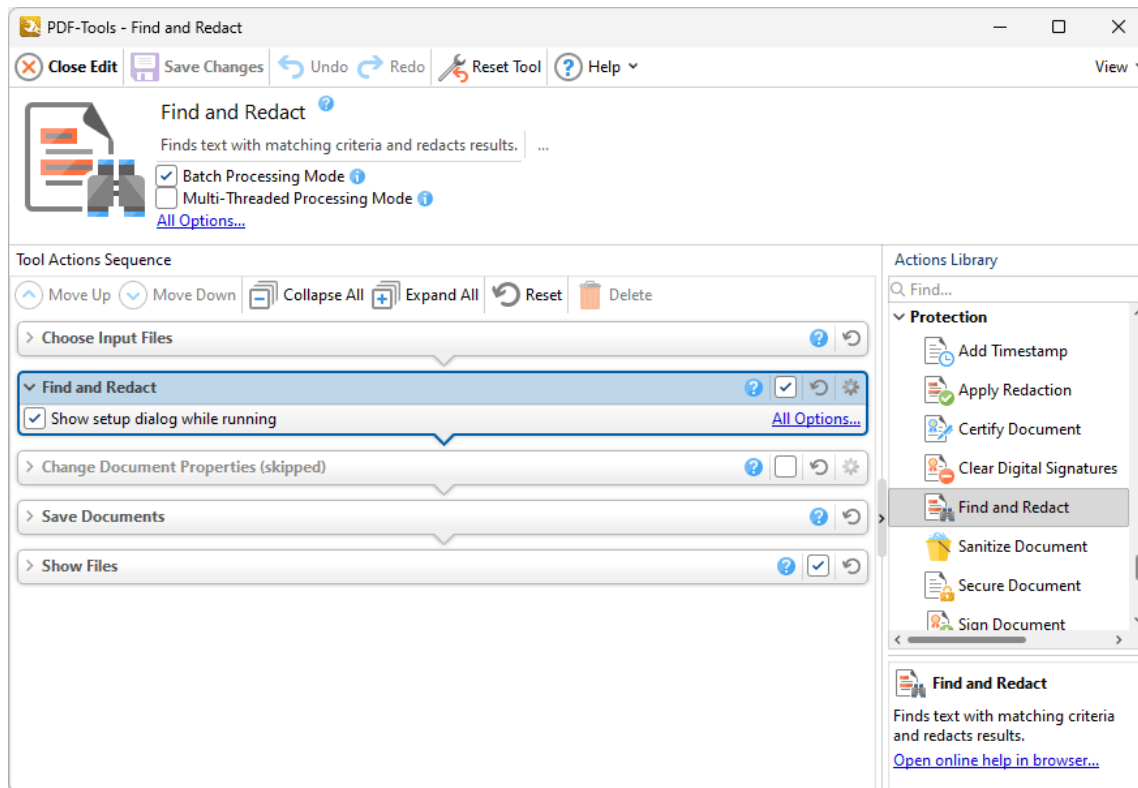 PDF-Tools - Find and Redact
Close Edit Save Changes Undo Redo Reset Tool Help View
Find and Redact
Finds text with matching criteria and redacts results. ...
Batch Processing Mode
Multi-Threaded Processing Mode
All Options...
Tool Actions Sequence
Move Up Move Down Collapse All Expand All Reset Delete
Choose Input Files
Find and Redact
Show setup dialog while running All Options...
Change Document Properties (skipped)
Save Documents
Show Files
Actions Library
Find...
Protection
Add Timestamp
Apply Redaction
Certify Document
Clear Digital Signatures
Find and Redact
Sanitize Document
Secure Document
Sign Document
Find and Redact
Finds text with matching criteria
and redacts results.
Open online help in browser...